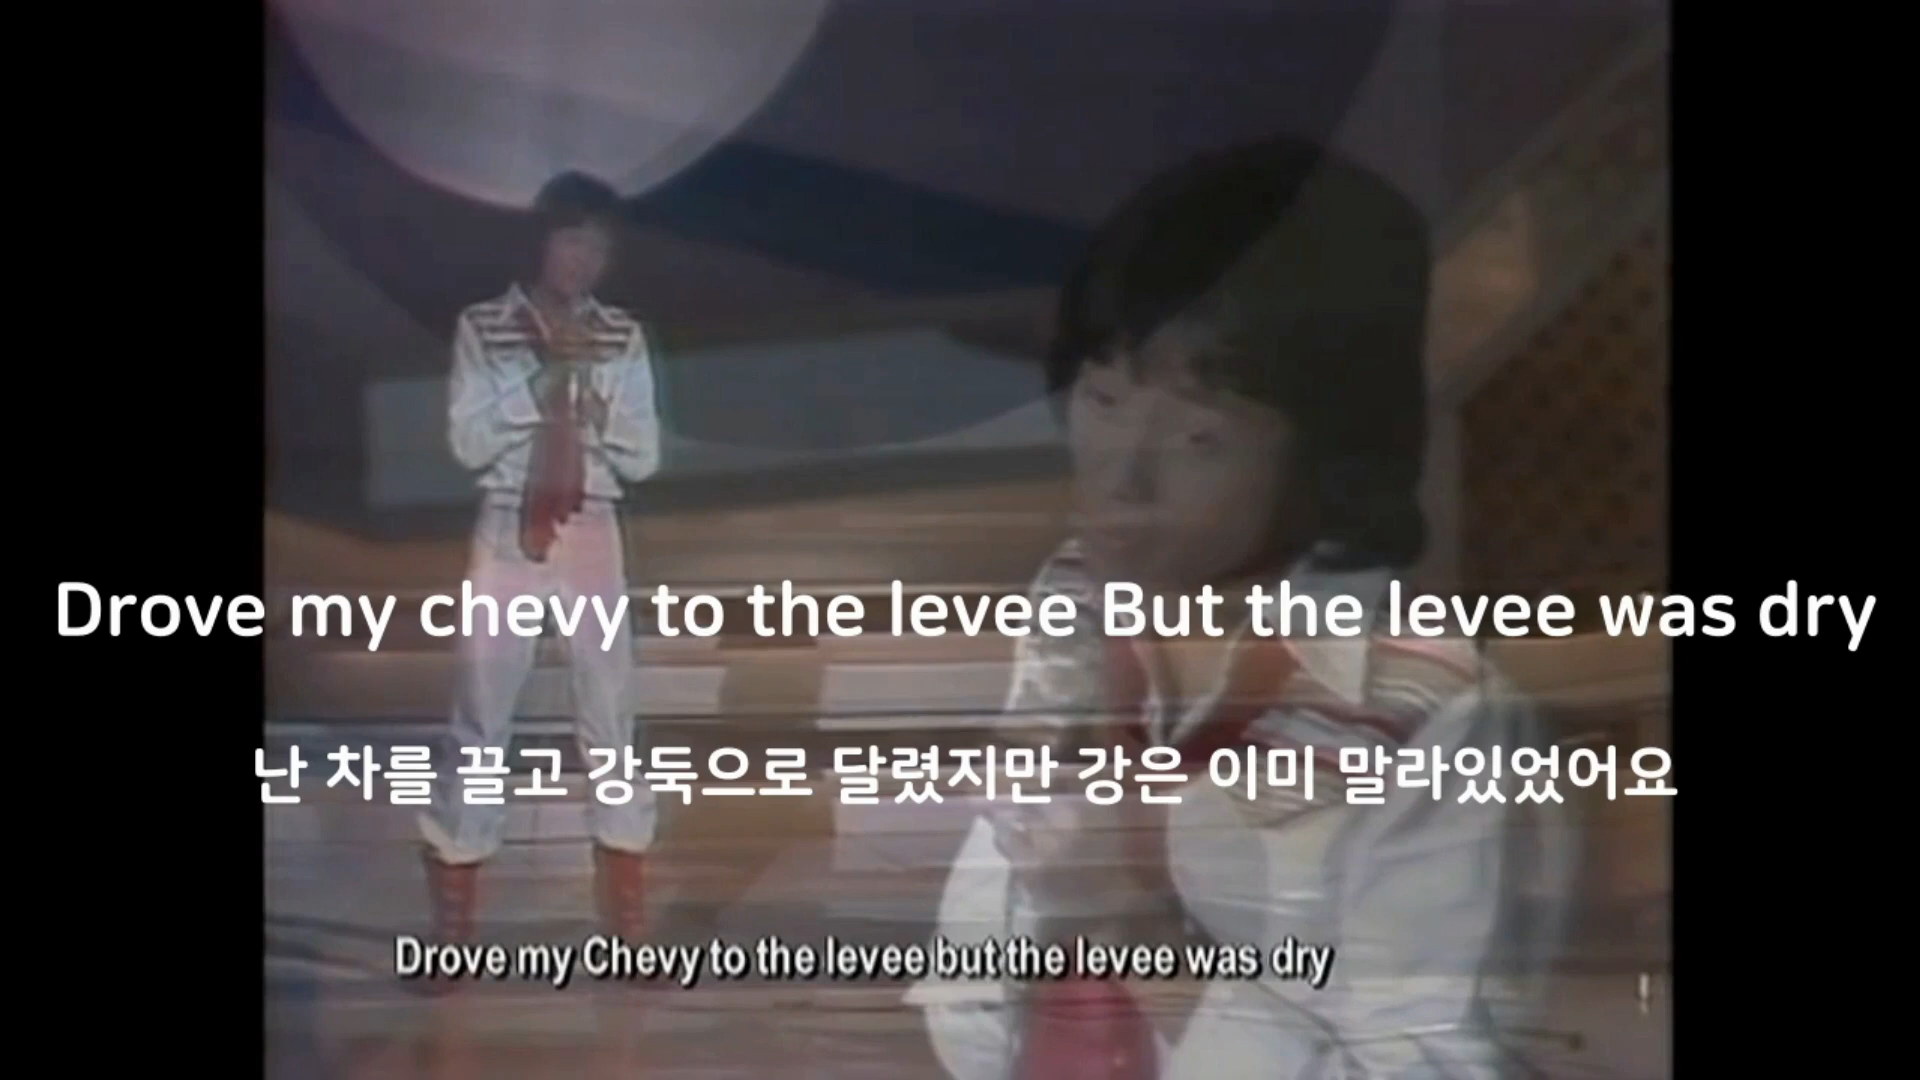 Drove my chevy to the levee But the levee was dry
난 차를 끌고 강둑으로 달렸지만 강은 이미 말라있었어요
Drove my Chevy to the levee but the levee was dry